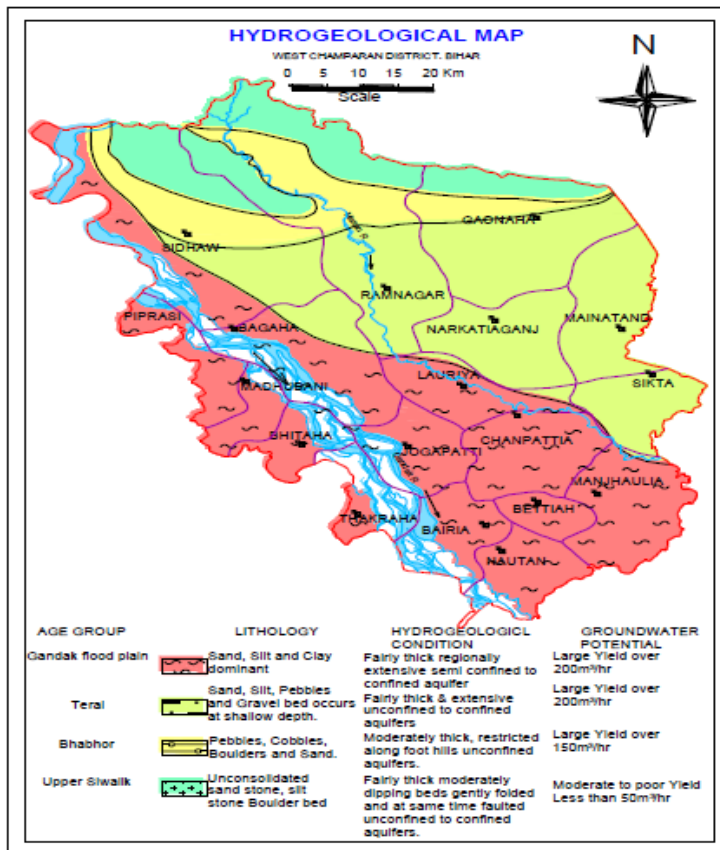 HYDROGEOLOGICAL MAP
WEST CHAMPARAN DISTRICT. BIHAR
0 5 10 15 20 Km
Scale
N
GAONAHA
SIDHAW
RAMNAGAR
PIPRASI
BAGAHA
NARKATIAGANJ
MAINATAND
MADHUBANI
LAURIYA
SIKTA
BHITAHA
JOGAPATTI
CHANPATTIA
MANJHAULIA
THAKRAHA
BAIRIA
BETTIAH
NAUTAN
AGE GROUP
LITHOLOGY
HYDROGEOLOGICL
CONDITION
GROUNDWATER
POTENTIAL
Gandak flood plain
Sand, Silt and Clay
dominant
Fairly thick regionally
extensive semi confined to
confined aquifer
Large Yield over
200m³/hr
Terai
Sand, Silt, Pebbles
and Gravel bed occurs
at shallow depth.
Fairly thick & extensive
unconfined to confined
aquifers
Large Yield over
200m³/hr
Bhabhor
Pebbles, Cobbles,
Boulders and Sand.
Moderately thick, restricted
along foot hills unconfined
aquifers.
Large Yield over
150m³/hr
Upper Siwalik
Unconsolidated
sand stone, silt
stone Boulder bed
Fairly thick moderately
dipping beds gently folded
and at same time faulted
unconfined to confined
aquifers.
Moderate to poor Yield
Less than 50m³/hr